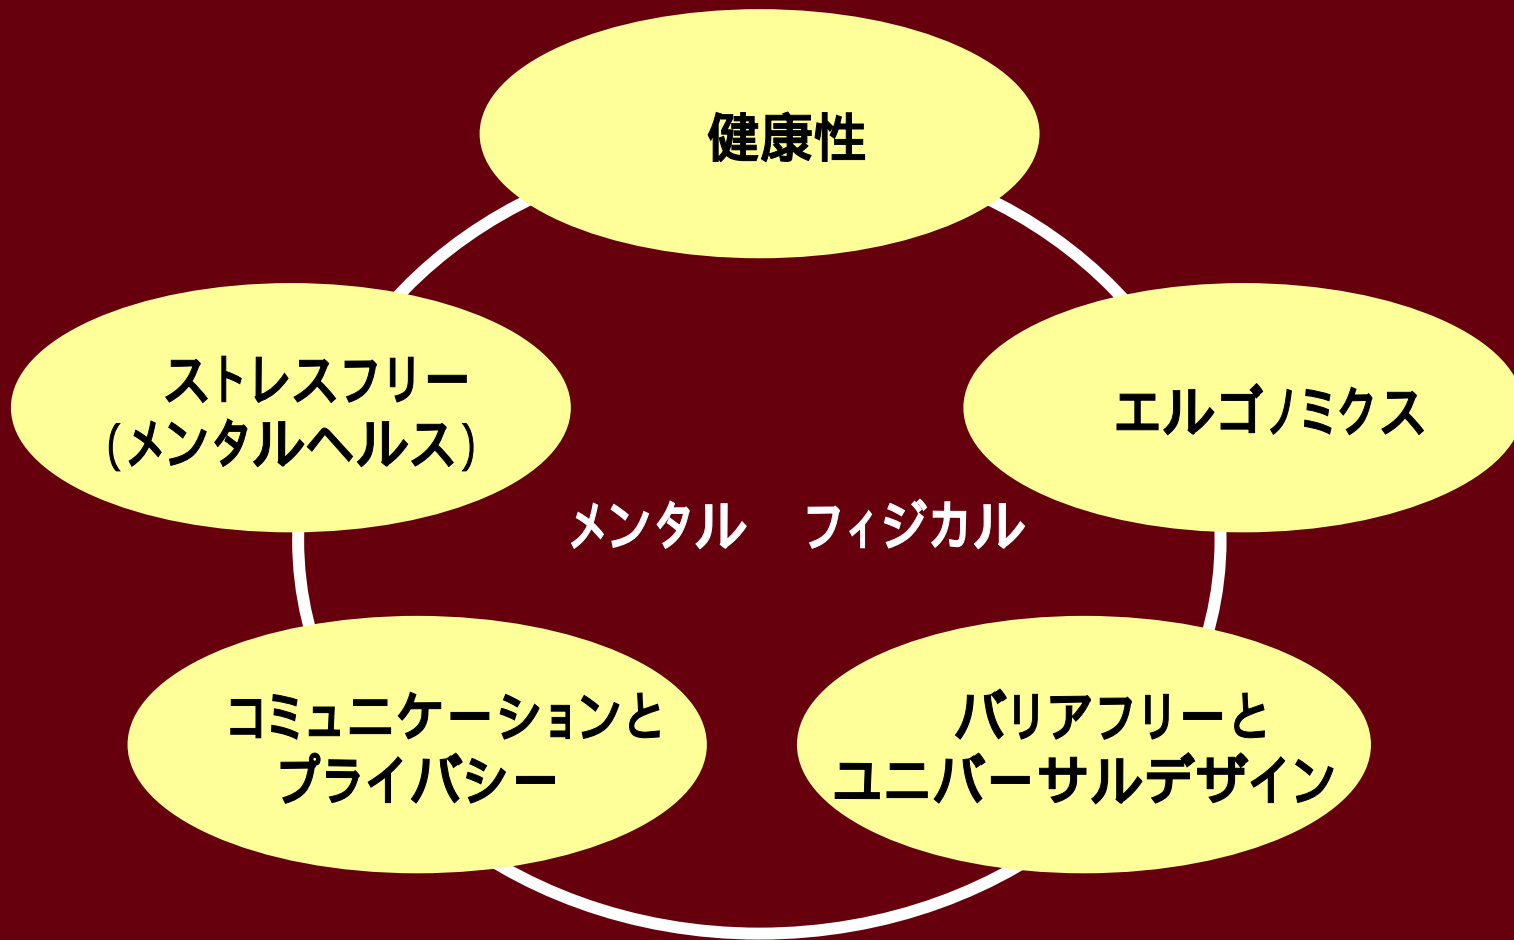 健康性
ストレスフリー
(メンタルヘルス)
エルゴノミクス
メンタル　フィジカル
コミュニケーションと
プライバシー
バリアフリーと
ユニバーサルデザイン